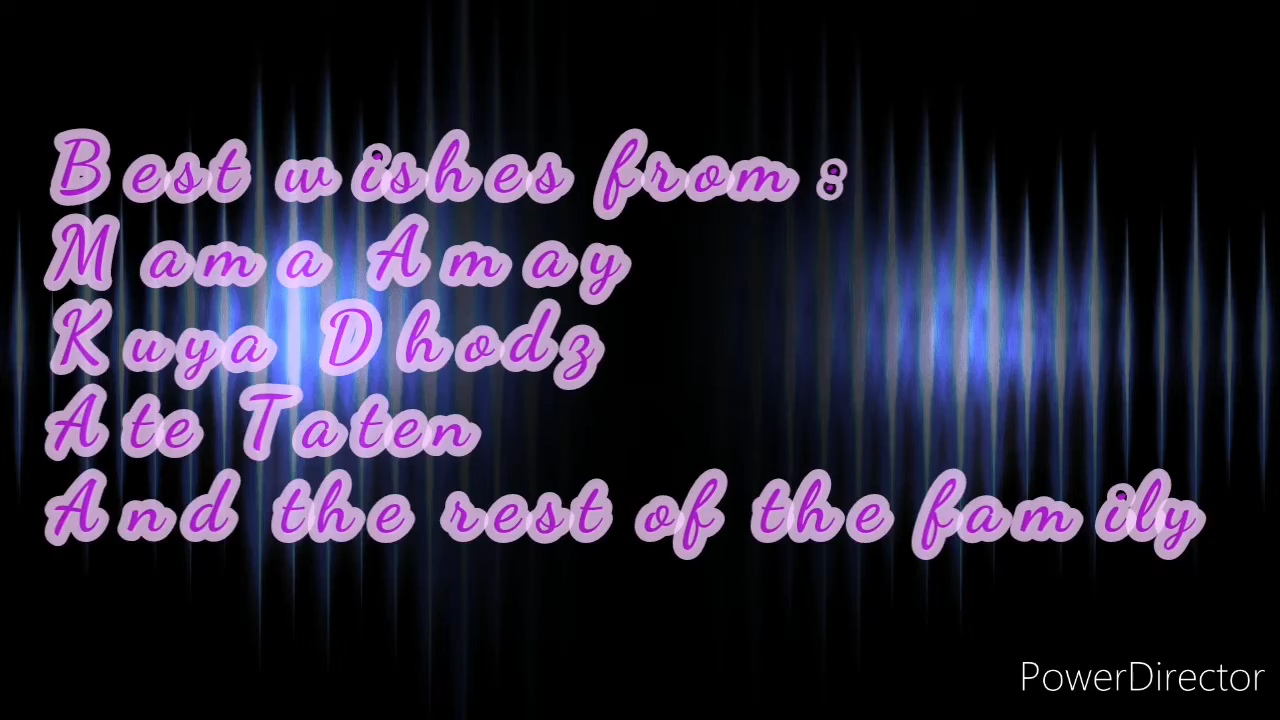 Best wishes from :
Mama Amay
Kuya Dhodz
Ate Taten
And the rest of the family
PowerDirector